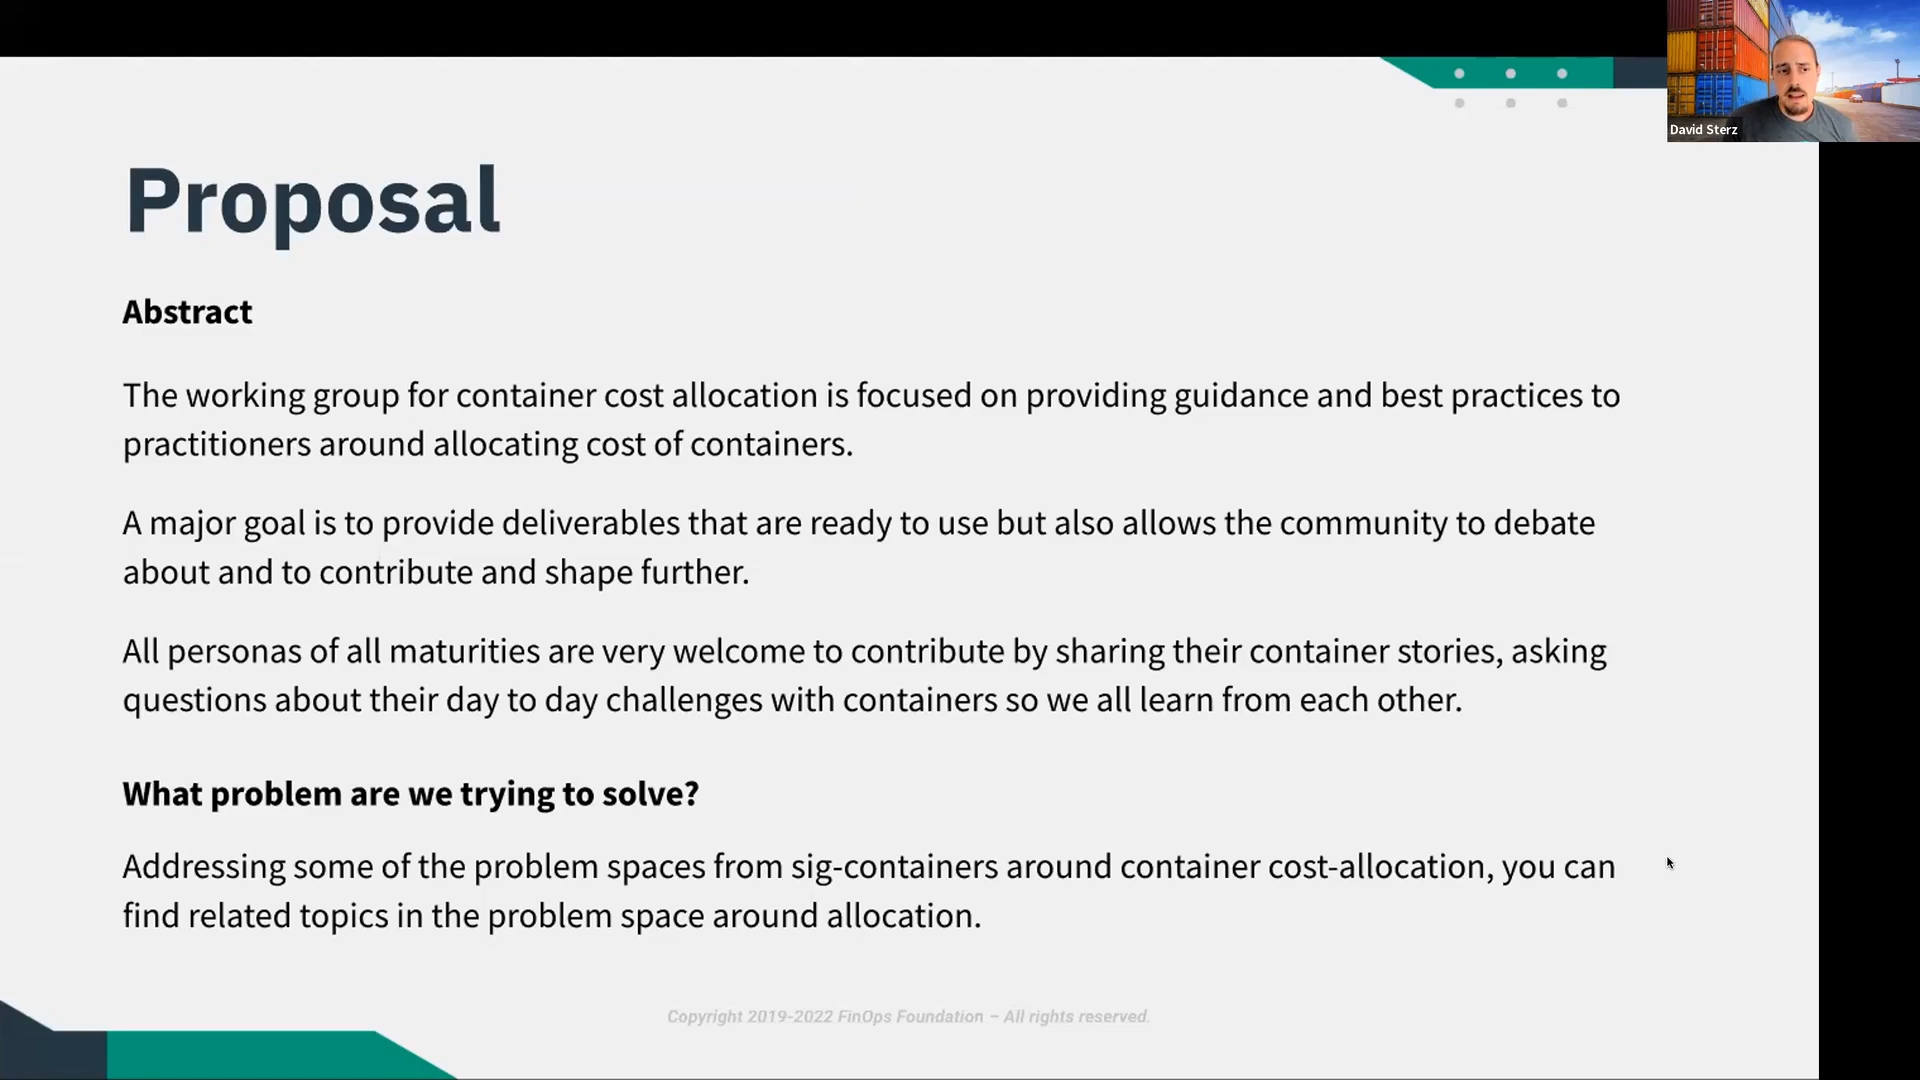 David Sterz
Proposal
Abstract
The working group for container cost allocation is focused on providing guidance and best practices to
practitioners around allocating cost of containers.
A major goal is to provide deliverables that are ready to use but also allows the community to debate
about and to contribute and shape further.
All personas of all maturities are very welcome to contribute by sharing their container stories, asking
questions about their day to day challenges with containers so we all learn from each other.
What problem are we trying to solve?
Addressing some of the problem spaces from sig-containers around container cost-allocation, you can
find related topics in the problem space around allocation.
Copyright 2019-2022 FinOps Foundation – All rights reserved.